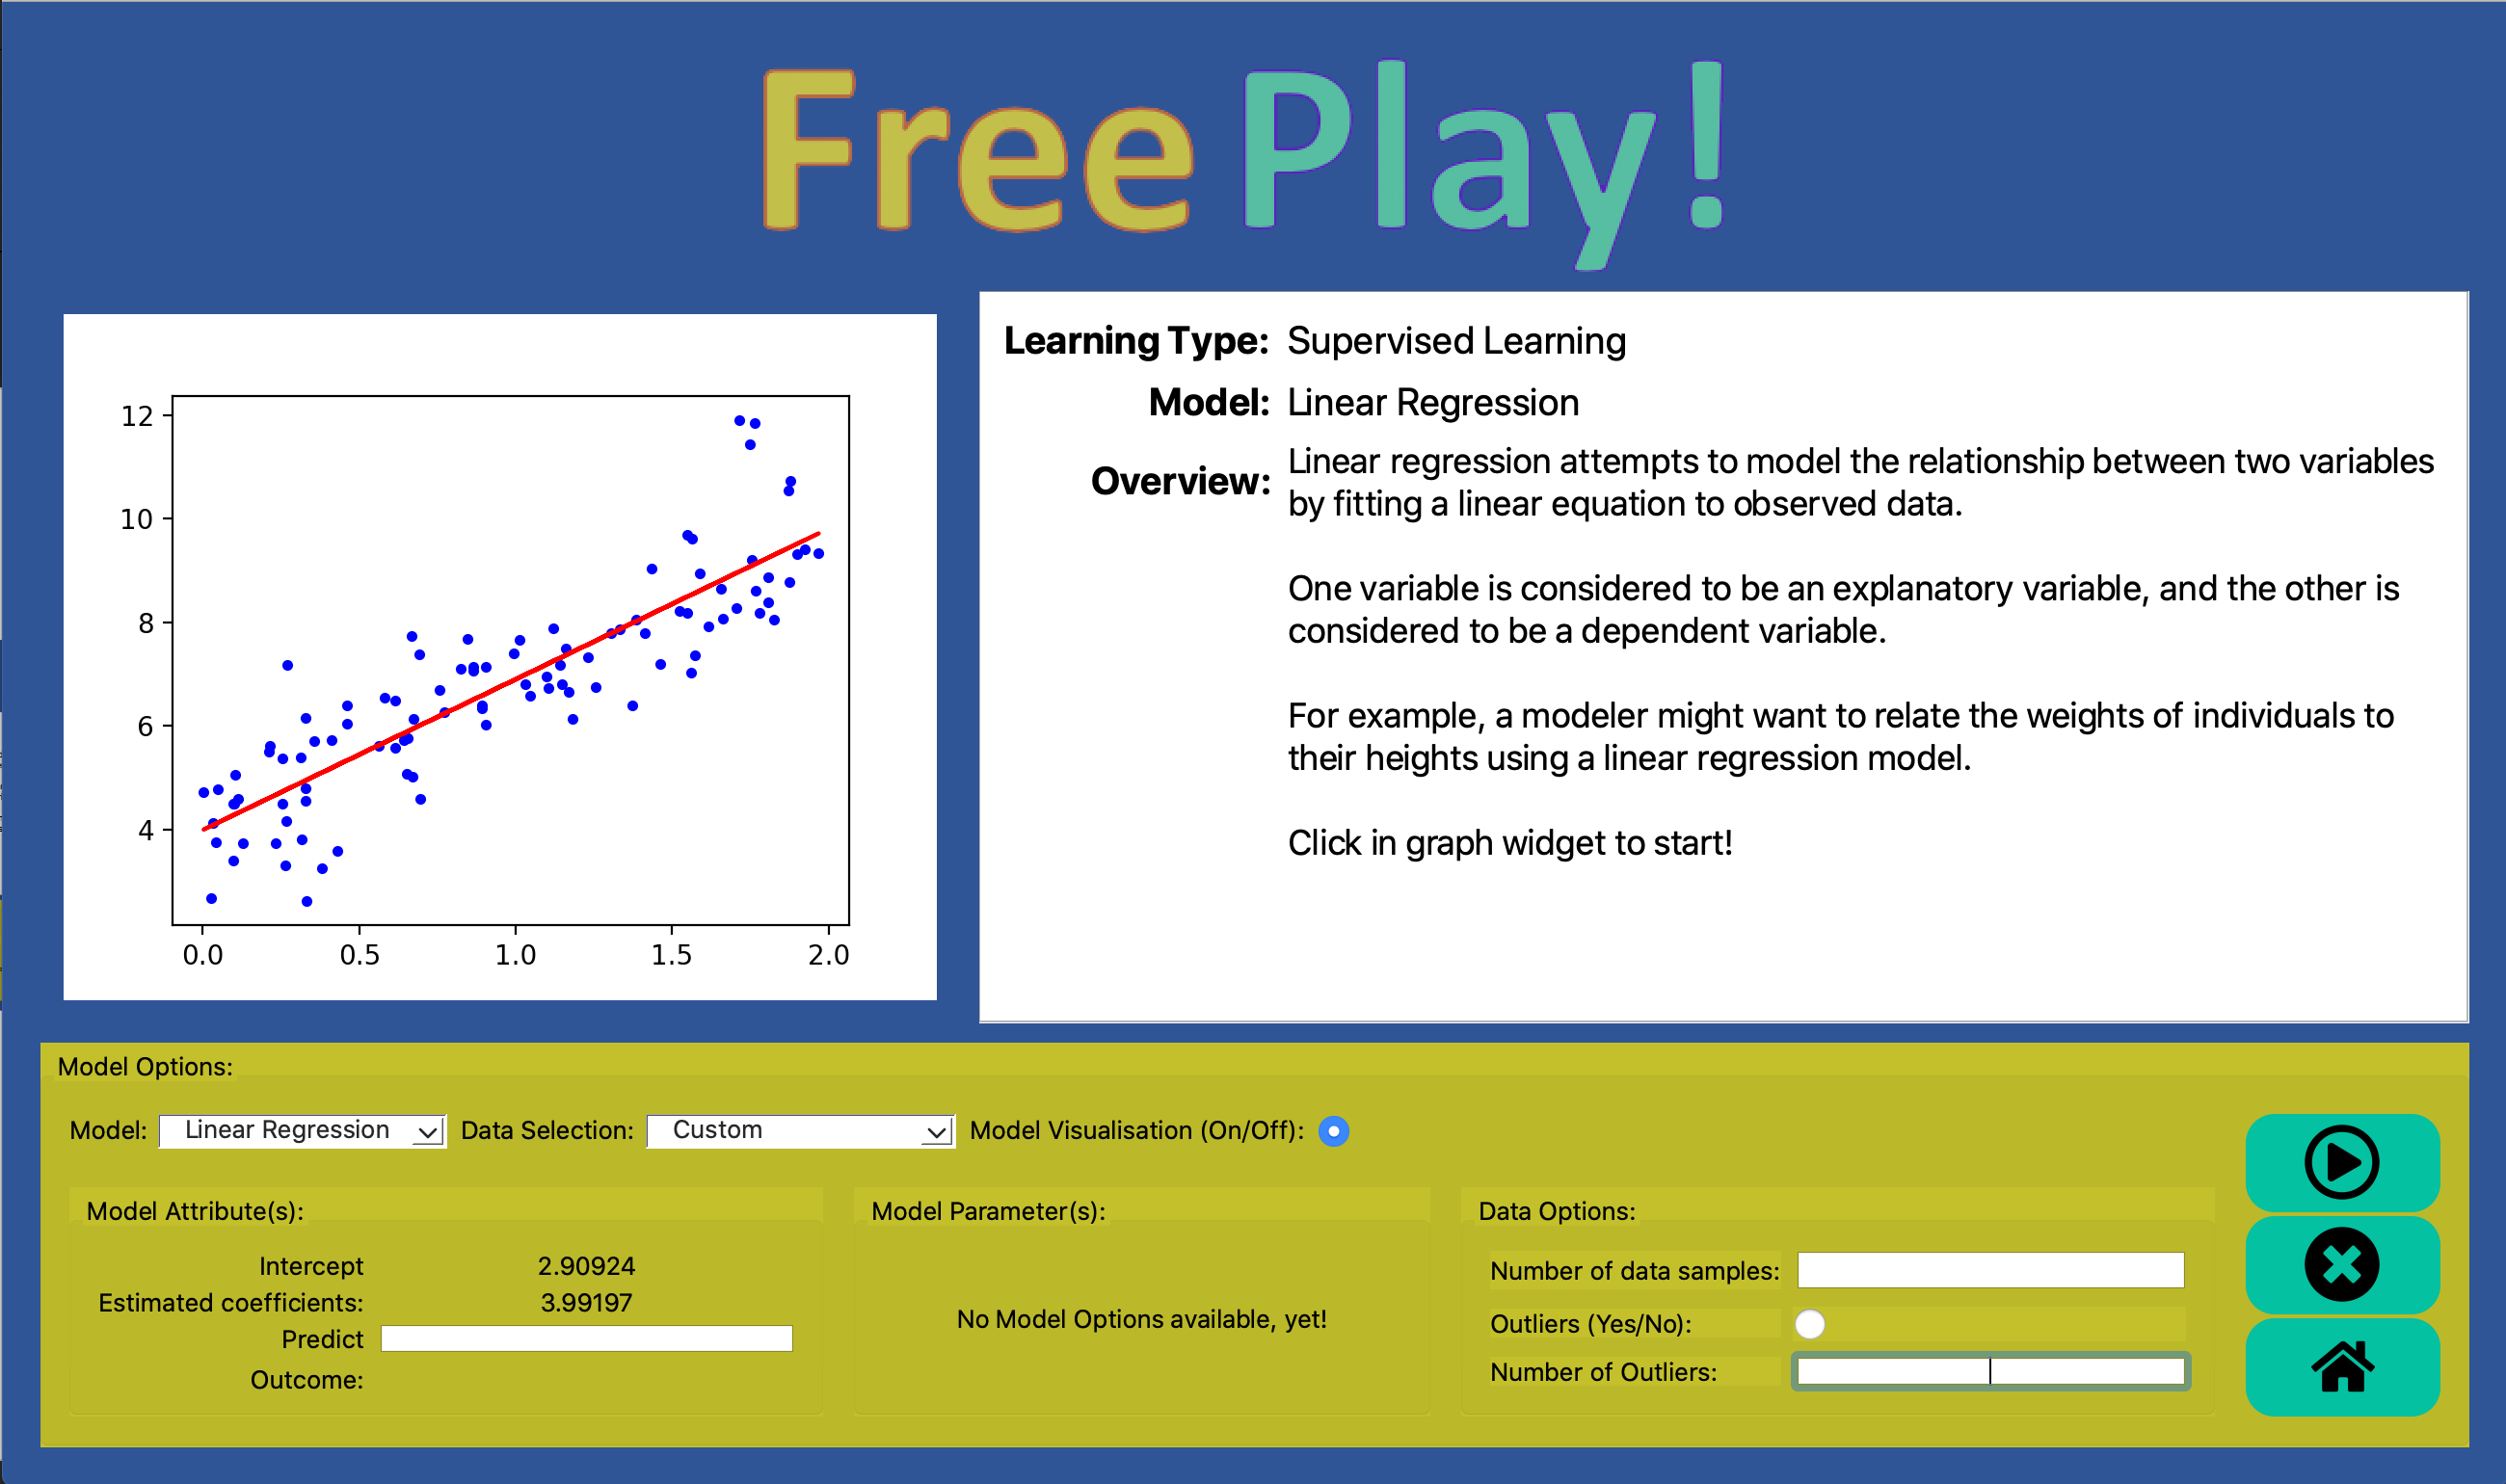 Free Play!
Learning Type: Supervised Learning
Model: Linear Regression
Overview: Linear regression attempts to model the relationship between two variables
by fitting a linear equation to observed data.
One variable is considered to be an explanatory variable, and the other is
considered to be a dependent variable.
For example, a modeler might want to relate the weights of individuals to
their heights using a linear regression model.
Click in graph widget to start!
12
10
8
6
4
0.0 0.5 1.0 1.5 2.0
Model Options:
Model: Linear Regression Data Selection: Custom Model Visualisation (On/Off):
Model Attribute(s):
Intercept 2.90924
Estimated coefficients: 3.99197
Predict
Outcome:
Model Parameter(s):
No Model Options available, yet!
Data Options:
Number of data samples:
Outliers (Yes/No):
Number of Outliers: